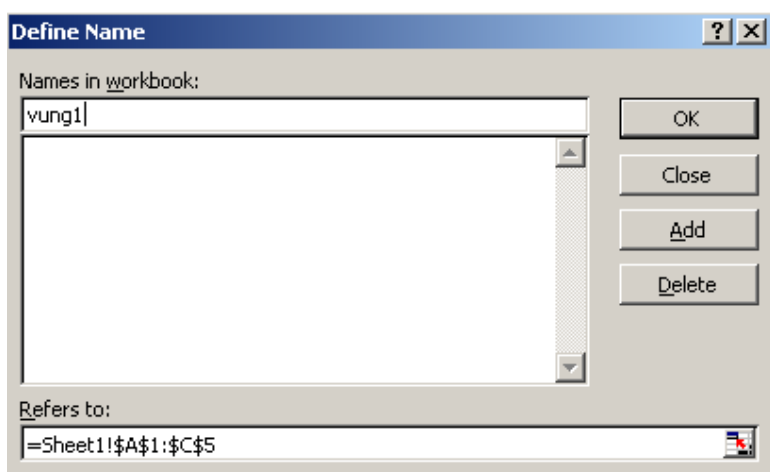 Define Name
Names in workbook:
vung1
OK
Close
Add
Delete
Refers to:
=Sheet1!$A$1:$C$5